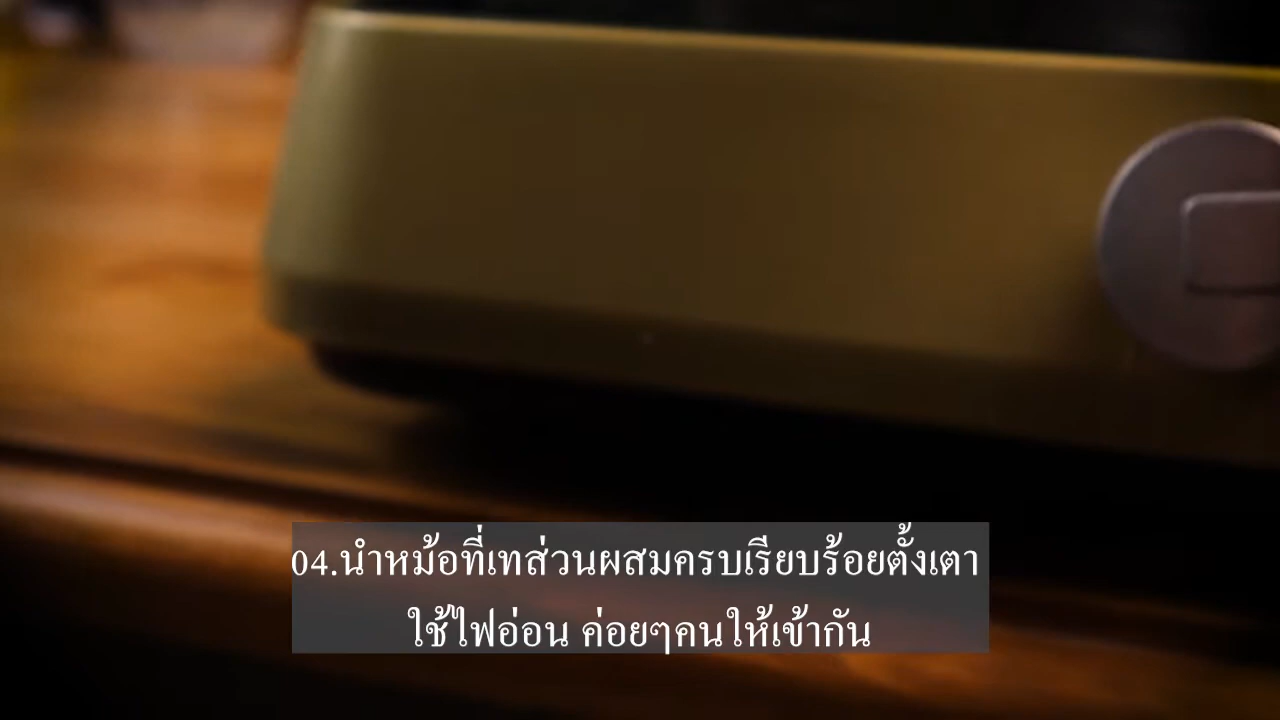 04.นำหม้อที่เทส่วนผสมครบเรียบร้อยตั้งเตา
ใช้ไฟอ่อน ค่อยๆคนให้เข้ากัน